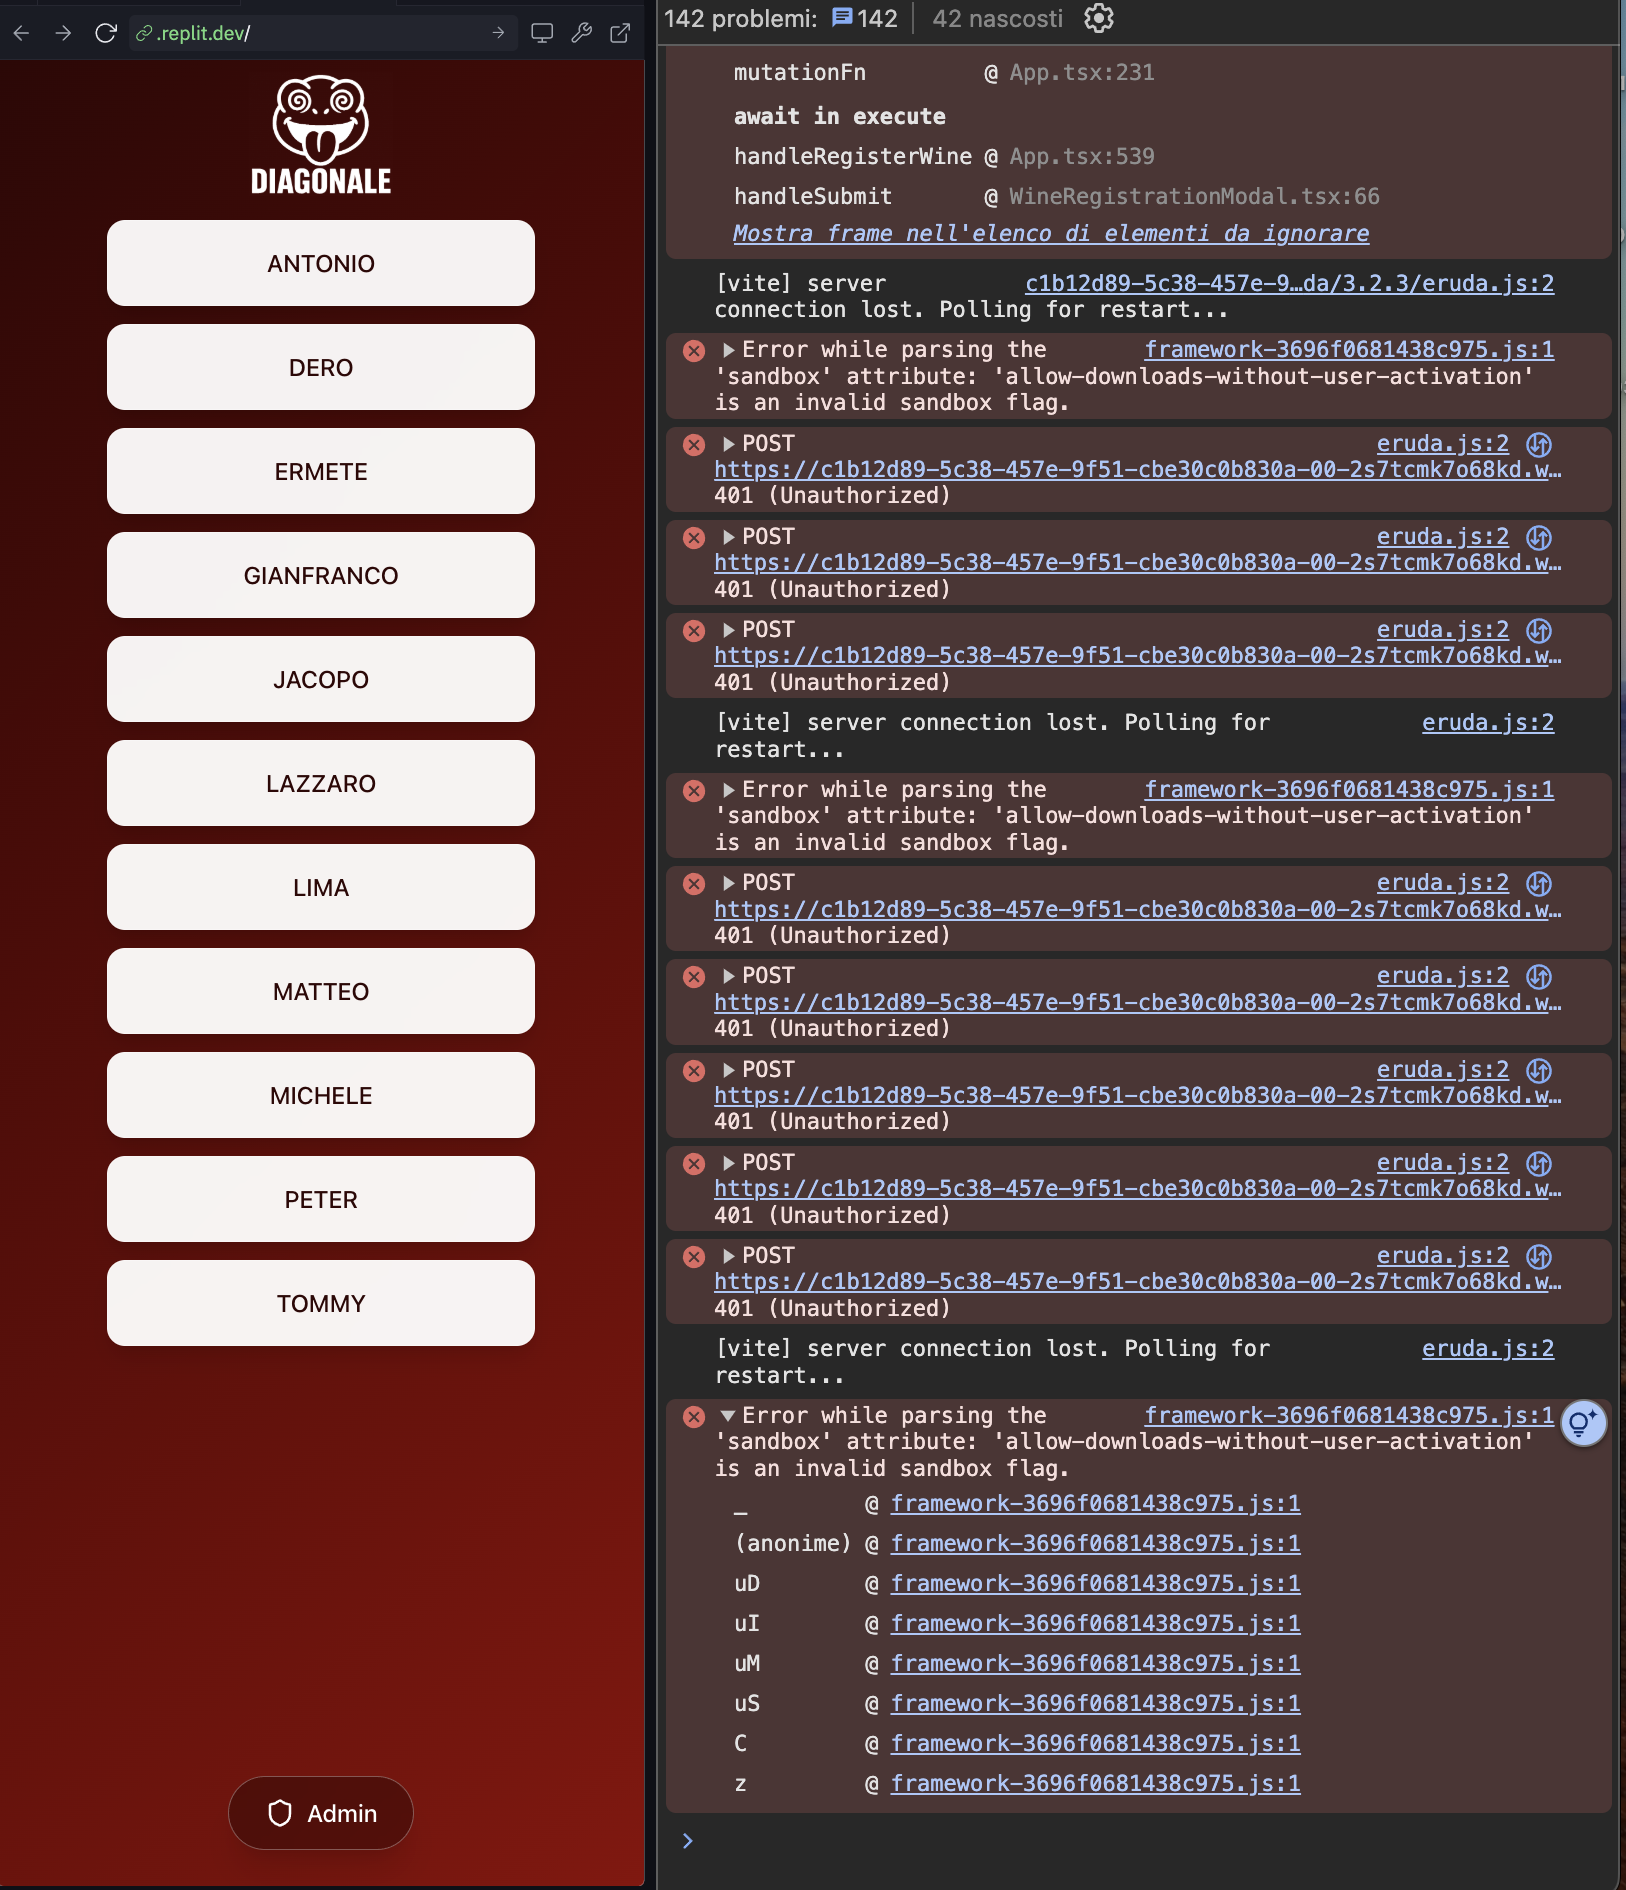 .replit.dev/
DIAGONALE
ANTONIO
DERO
ERMETE
GIANFRANCO
JACOPO
LAZZARO
LIMA
MATTEO
MICHELE
PETER
TOMMY
Admin
142 problemi: 142 42 nascosti
mutationFn @ App.tsx:231
await in execute
handleRegisterWine @ App.tsx:539
handleSubmit @ WineRegistrationModal.tsx:66
Mostra frame nell'elenco di elementi da ignorare
[vite] server c1b12d89-5c38-457e-9…da/3.2.3/eruda.js:2
connection lost. Polling for restart...
Error while parsing the framework-3696f0681438c975.js:1
'sandbox' attribute: 'allow-downloads-without-user-activation'
is an invalid sandbox flag.
POST eruda.js:2
https://c1b12d89-5c38-457e-9f51-cbe30c0b830a-00-2s7tcmk7o68kd.w…
401 (Unauthorized)
POST eruda.js:2
https://c1b12d89-5c38-457e-9f51-cbe30c0b830a-00-2s7tcmk7o68kd.w…
401 (Unauthorized)
POST eruda.js:2
https://c1b12d89-5c38-457e-9f51-cbe30c0b830a-00-2s7tcmk7o68kd.w…
401 (Unauthorized)
[vite] server connection lost. Polling for eruda.js:2
restart...
Error while parsing the framework-3696f0681438c975.js:1
'sandbox' attribute: 'allow-downloads-without-user-activation'
is an invalid sandbox flag.
POST eruda.js:2
https://c1b12d89-5c38-457e-9f51-cbe30c0b830a-00-2s7tcmk7o68kd.w…
401 (Unauthorized)
POST eruda.js:2
https://c1b12d89-5c38-457e-9f51-cbe30c0b830a-00-2s7tcmk7o68kd.w…
401 (Unauthorized)
POST eruda.js:2
https://c1b12d89-5c38-457e-9f51-cbe30c0b830a-00-2s7tcmk7o68kd.w…
401 (Unauthorized)
POST eruda.js:2
https://c1b12d89-5c38-457e-9f51-cbe30c0b830a-00-2s7tcmk7o68kd.w…
401 (Unauthorized)
POST eruda.js:2
https://c1b12d89-5c38-457e-9f51-cbe30c0b830a-00-2s7tcmk7o68kd.w…
401 (Unauthorized)
[vite] server connection lost. Polling for eruda.js:2
restart...
Error while parsing the framework-3696f0681438c975.js:1
'sandbox' attribute: 'allow-downloads-without-user-activation'
is an invalid sandbox flag.
_ @ framework-3696f0681438c975.js:1
(anonime) @ framework-3696f0681438c975.js:1
uD @ framework-3696f0681438c975.js:1
uI @ framework-3696f0681438c975.js:1
uM @ framework-3696f0681438c975.js:1
uS @ framework-3696f0681438c975.js:1
C @ framework-3696f0681438c975.js:1
z @ framework-3696f0681438c975.js:1